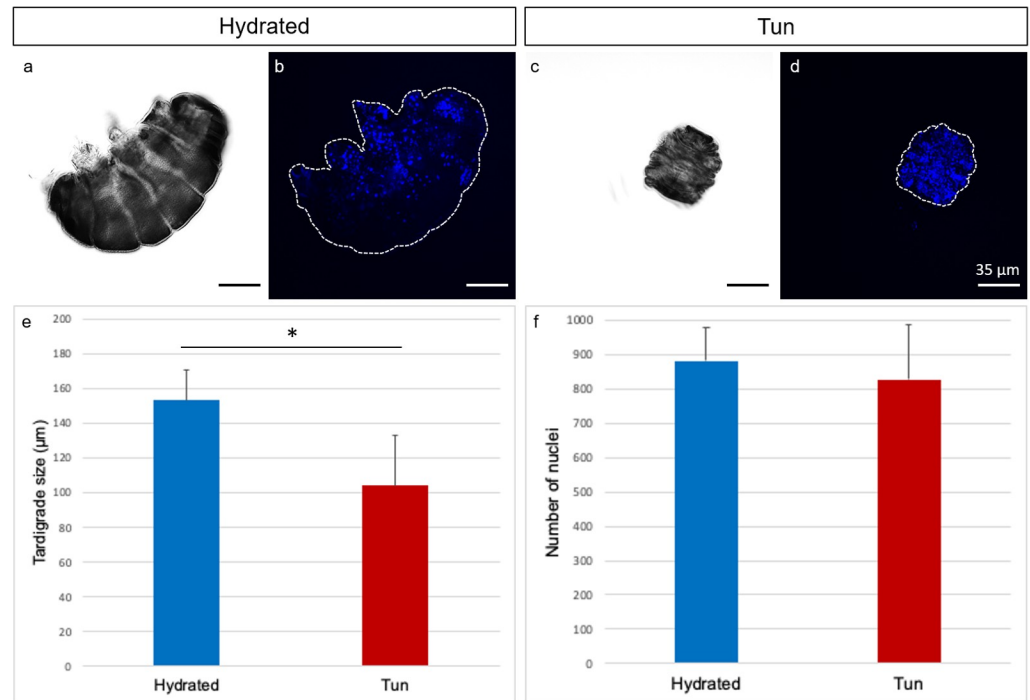 Hydrated
Tun
a
b
c
d
35 µm
e
*
200
180
160
140
120
100
80
60
40
20
0
Tardigrade size (µm)
Hydrated
Tun
f
1000
900
800
700
600
500
400
300
200
100
0
Number of nuclei
Hydrated
Tun